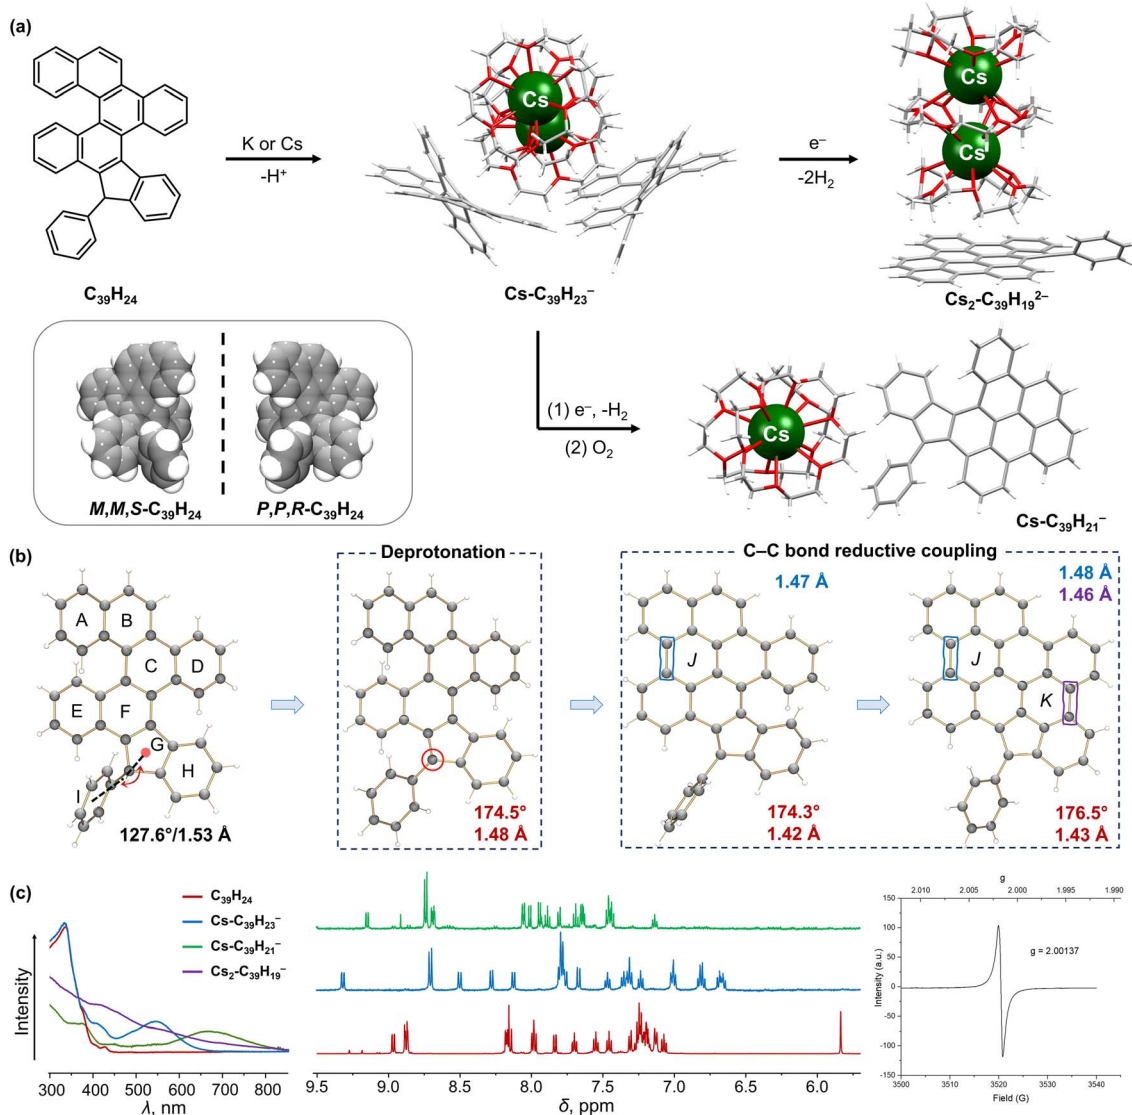 (a)
K or Cs
-H⁺
Cs
e⁻
-2H₂
Cs
Cs
C₃₉H₂₄
Cs-C₃₉H₂₃⁻
Cs₂-C₃₉H₁₉²⁻
M,M,S-C₃₉H₂₄
P,P,R-C₃₉H₂₄
(1) e⁻, -H₂
(2) O₂
Cs
Cs-C₃₉H₂₁⁻
(b)
Deprotonation
C–C bond reductive coupling
A
B
C
D
E
F
G
H
I
127.6°/1.53 Å
174.5°
1.48 Å
1.47 Å
J
174.3°
1.42 Å
1.48 Å
1.46 Å
J
K
176.5°
1.43 Å
(c)
C₃₉H₂₄
Cs-C₃₉H₂₃⁻
Cs-C₃₉H₂₁⁻
Cs₂-C₃₉H₁₉⁻
Intensity
300 400 500 600 700 800
λ, nm
9.5 9.0 8.5 8.0 7.5 7.0 6.5 6.0
δ, ppm
g
2.010 2.005 2.000 1.995 1.990
150
100
50
0
-50
-100
-150
Intensity (a.u.)
g = 2.00137
3500 3510 3520 3530 3540
Field (G)